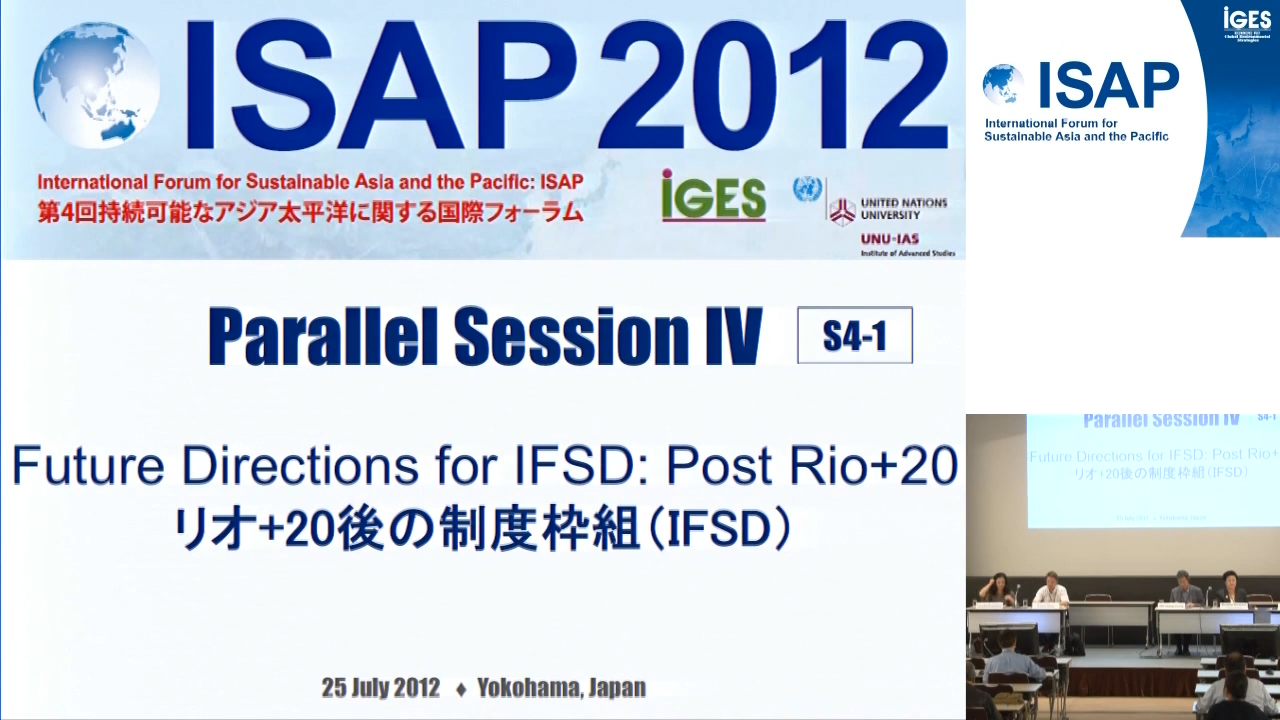 ISAP 2012
International Forum for Sustainable Asia and the Pacific: ISAP
第4回持続可能なアジア太平洋に関する国際フォーラム
iGES
UNITED NATIONS
UNIVERSITY
UNU-IAS
Institute of Advanced Studies
Parallel Session IV
S4-1
Future Directions for IFSD: Post Rio+20
リオ+20後の制度枠組(IFSD)
25 July 2012 ♦ Yokohama, Japan
iGES
Strategies
ISAP
International Forum for
Sustainable Asia and the Pacific
Parallel Session IV
S4-1
Future Directions for IFSD: Post Rio+
リオ+20後の制度枠組(IFSD)